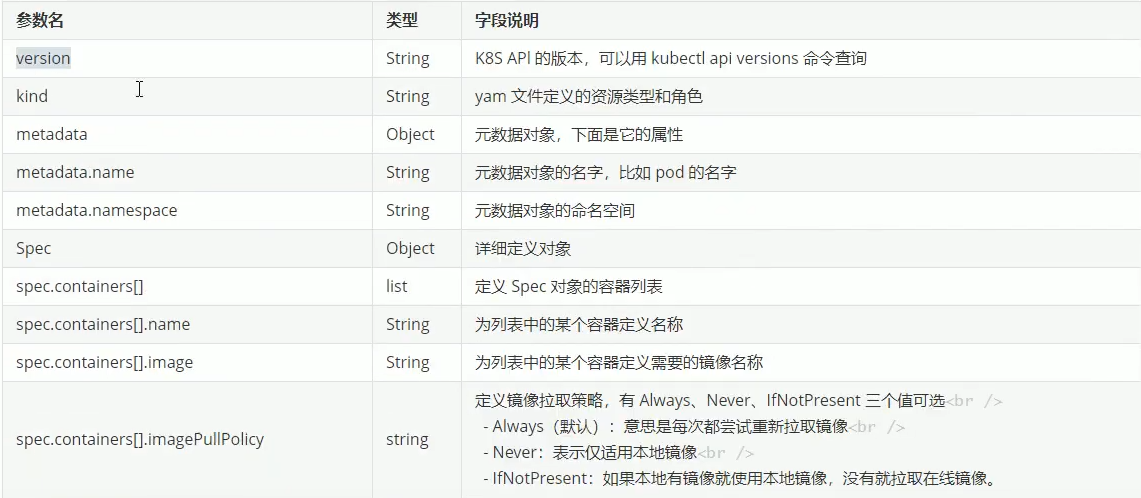 参数名 类型 字段说明
version String K8S API 的版本，可以用 kubectl api versions 命令查询
kind String yam 文件定义的资源类型和角色
metadata Object 元数据对象，下面是它的属性
metadata.name String 元数据对象的名字，比如 pod 的名字
metadata.namespace String 元数据对象的命名空间
Spec Object 详细定义对象
spec.containers[] list 定义 Spec 对象的容器列表
spec.containers[].name String 为列表中的某个容器定义名称
spec.containers[].image String 为列表中的某个容器定义需要的镜像名称
spec.containers[].imagePullPolicy string 定义镜像拉取策略，有 Always、Never、IfNotPresent 三个值可选<br />
- Always（默认）：意思是每次都尝试重新拉取镜像<br />
- Never：表示仅适用本地镜像<br />
- IfNotPresent：如果本地有镜像就使用本地镜像，没有就拉取在线镜像。